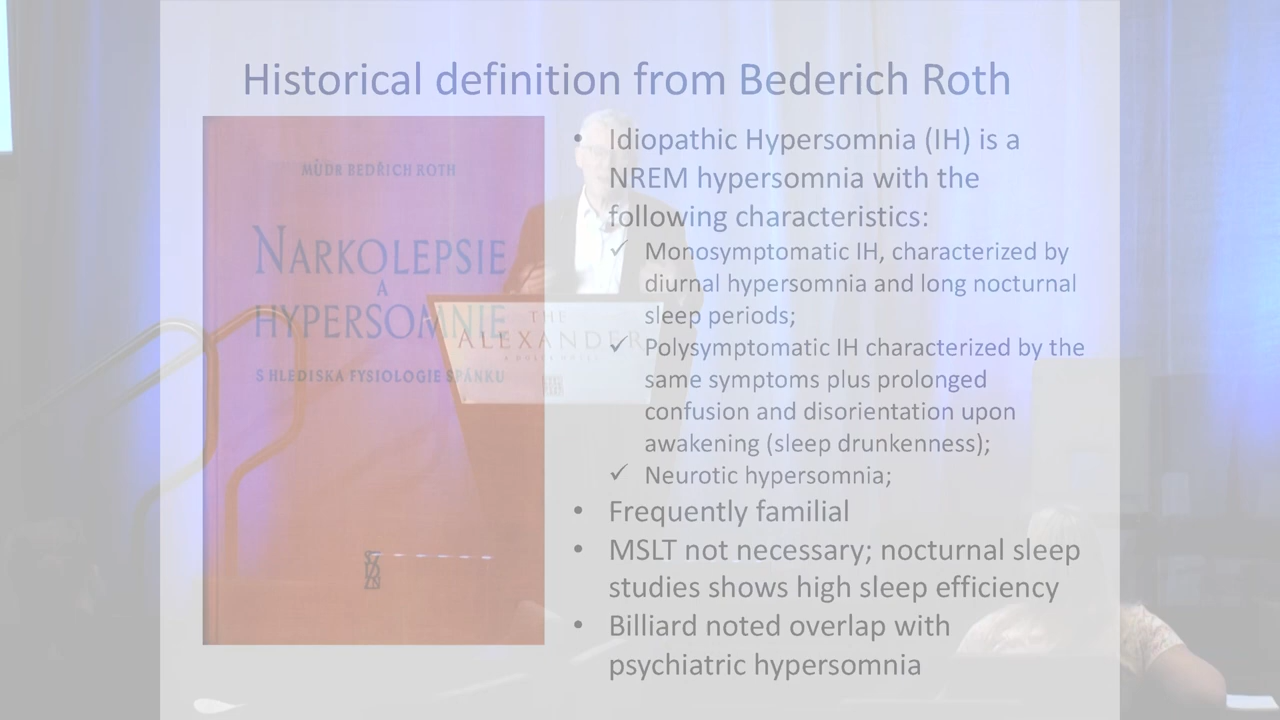 Historical definition from Bederich Roth
MUDR BEDŘICH ROTH
NARKOLEPSIE
A
HYPERSOMNIE
S HLEDISKA FYSIOLOGIE SPÁNKU
• Idiopathic Hypersomnia (IH) is a
NREM hypersomnia with the
following characteristics:
✓ Monosymptomatic IH, characterized by
diurnal hypersomnia and long nocturnal
sleep periods;
✓ Polysymptomatic IH characterized by the
same symptoms plus prolonged
confusion and disorientation upon
awakening (sleep drunkenness);
✓ Neurotic hypersomnia;
• Frequently familial
• MSLT not necessary; nocturnal sleep
studies shows high sleep efficiency
• Billiard noted overlap with
psychiatric hypersomnia
THE
ALEXANDER